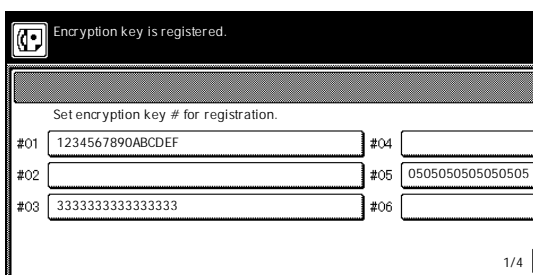 Encryption key is registered.
Set encryption key # for registration.
#01 1234567890ABCDEF #04
#02 #05 0505050505050505
#03 3333333333333333 #06
1/4